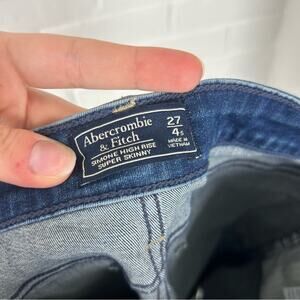 Abercrombie
& Fitch
SIMONE HIGH RISE
SUPER SKINNY
27
4S
MADE IN
VIETNAM